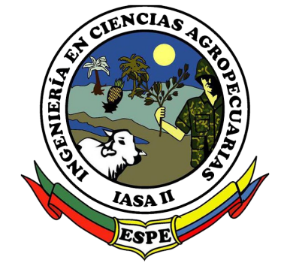 INGENIERÍA EN CIENCIAS AGROPECUARIAS
IASA II
ESPE